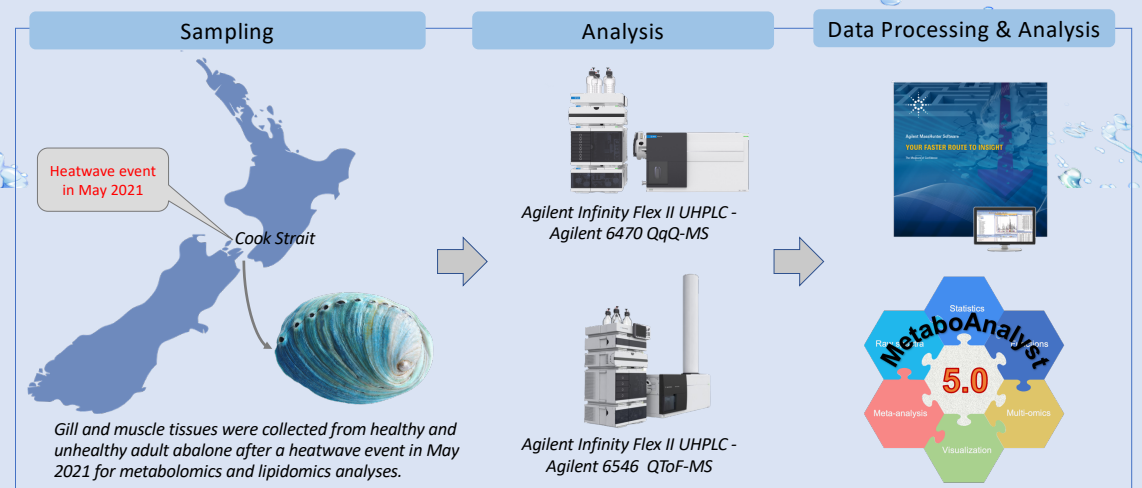 Sampling
Heatwave event
in May 2021
Cook Strait
Gill and muscle tissues were collected from healthy and
unhealthy adult abalone after a heatwave event in May
2021 for metabolomics and lipidomics analyses.
Analysis
Agilent Infinity Flex II UHPLC -
Agilent 6470 QqQ-MS
Agilent Infinity Flex II UHPLC -
Agilent 6546 QToF-MS
Data Processing & Analysis
Agilent MassHunter Software
YOUR FASTER ROUTE TO INSIGHT
Statistics
MetaboAnalyst
5.0
Meta-analysis
Multi-omics
Visualization